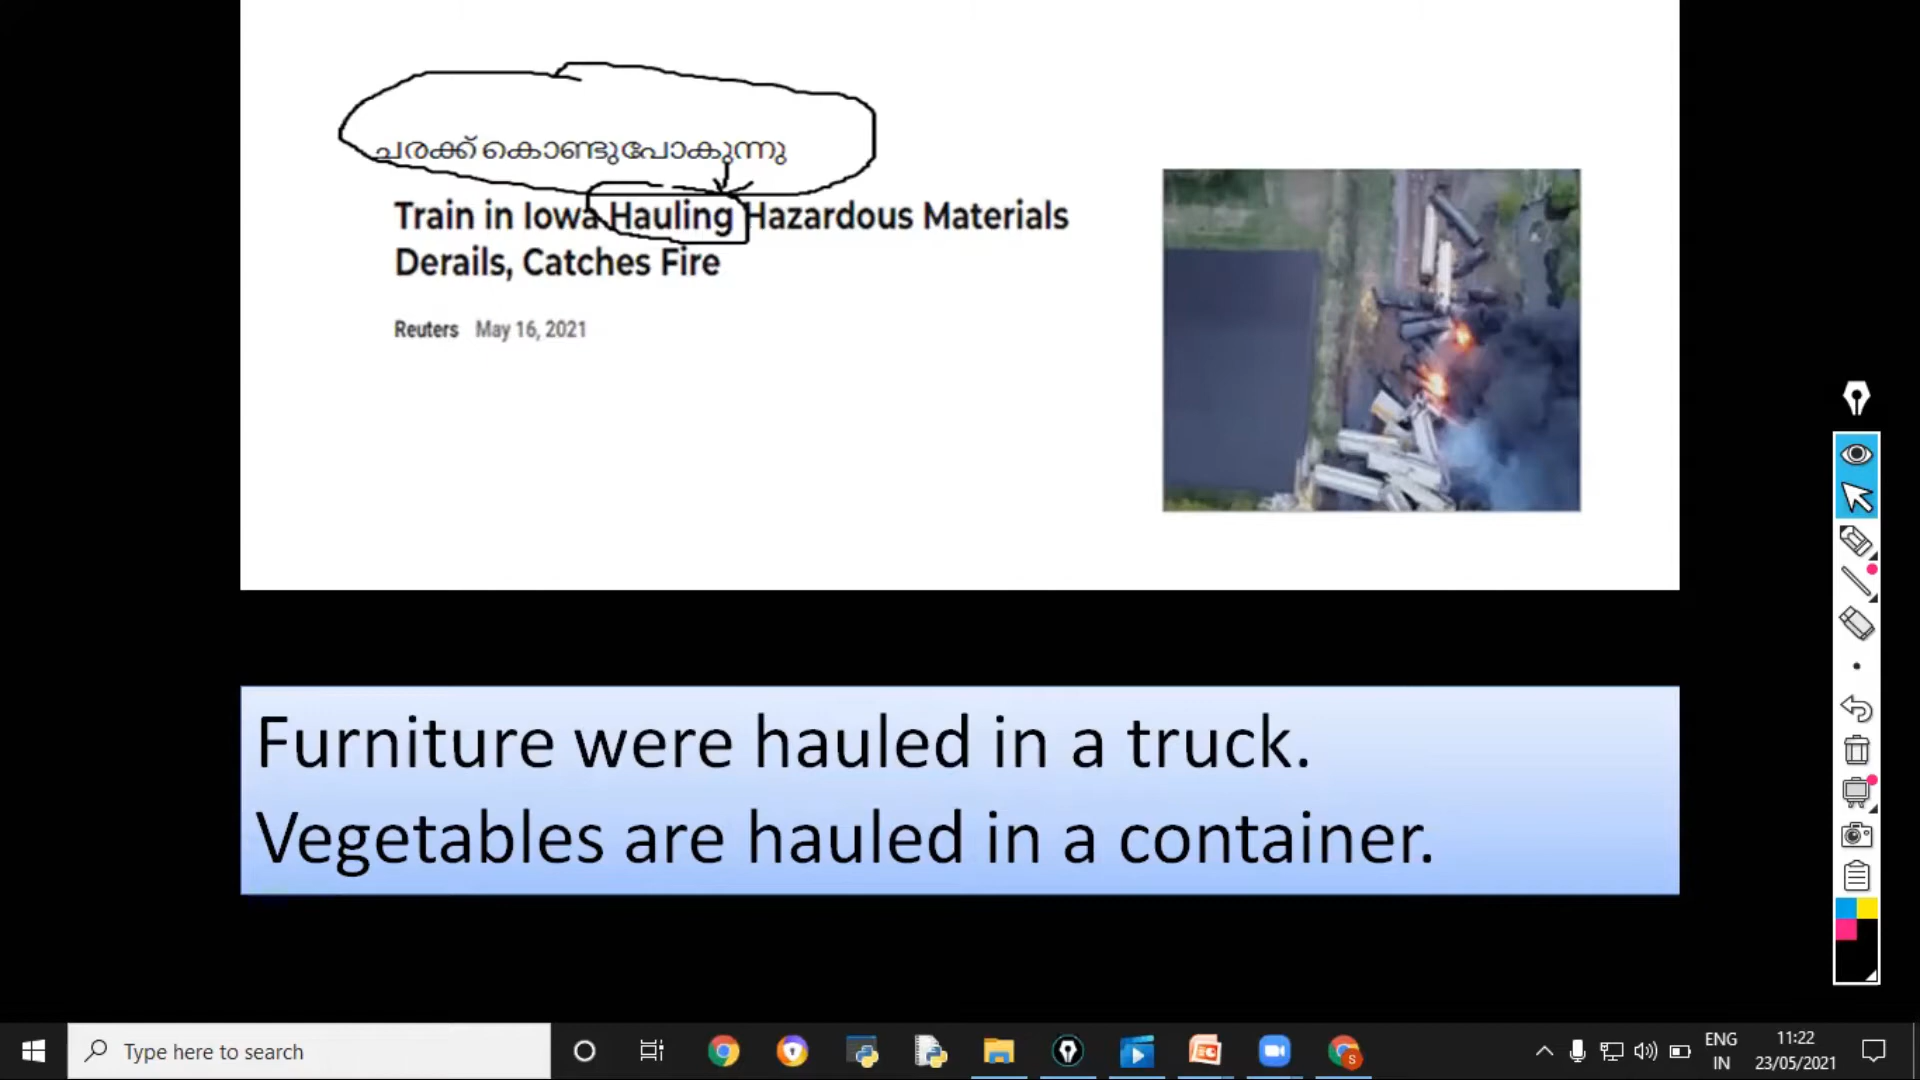 ചരക്ക് കൊണ്ടുപോകുന്നു
Train in Iowa Hauling Hazardous Materials
Derails, Catches Fire
Reuters May 16, 2021
Furniture were hauled in a truck.
Vegetables are hauled in a container.
Type here to search
ENG
IN
11:22
23/05/2021